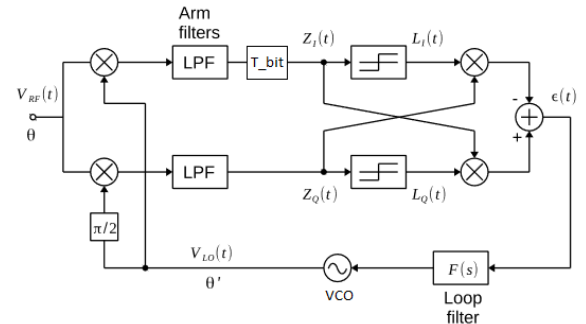 Arm
filters
Z_I(t)
L_I(t)
LPF
T_bit
V_RF(t)
θ
-
ϵ(t)
+
+
LPF
Z_Q(t)
L_Q(t)
π/2
V_LO(t)
θ'
VCO
F(s)
Loop
filter